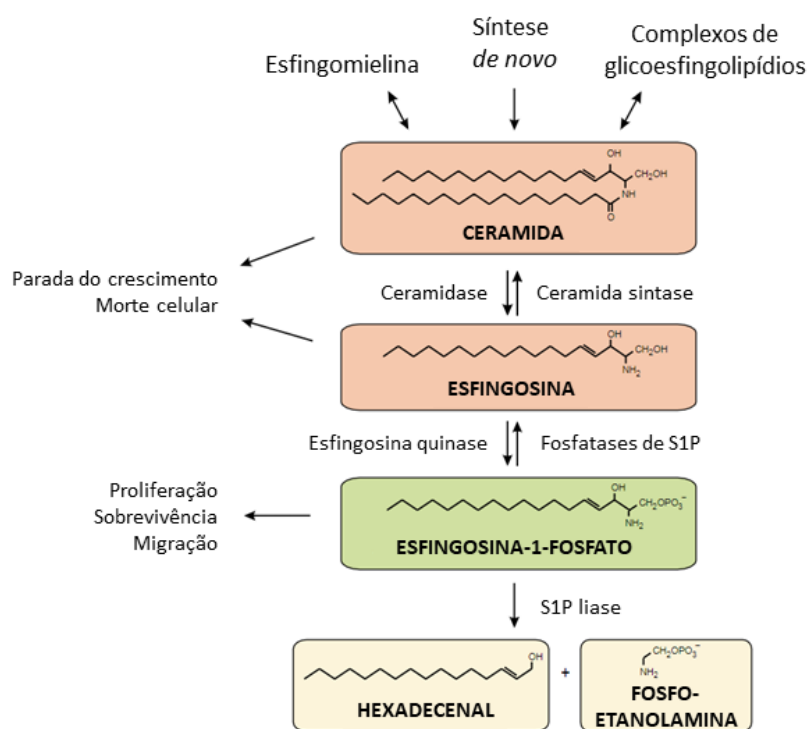 Síntese
de novo
Esfingomielina
Complexos de
glicoesfingolipídios
OH
CH₂OH
NH
O
CERAMIDA
Parada do crescimento
Morte celular
Ceramidase
Ceramida sintase
OH
CH₂OH
NH₂
ESFINGOSINA
Esfingosina quinase
Fosfatases de S1P
Proliferação
Sobrevivência
Migração
OH
CH₂OPO₃⁻
NH₂
ESFINGOSINA-1-FOSFATO
S1P liase
OH
HEXADECENAL
+
CH₂OPO₃⁻
NH₂
FOSFO-
ETANOLAMINA